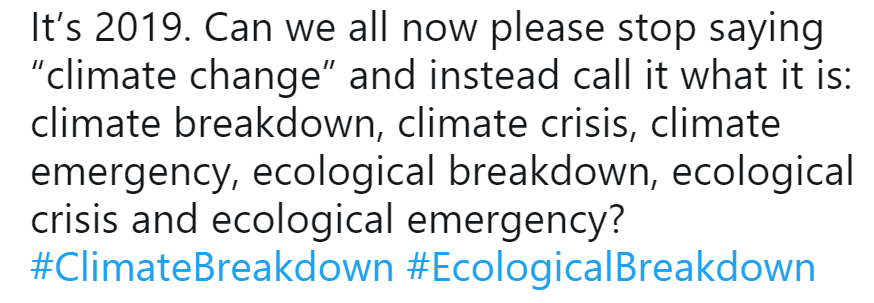 It’s 2019. Can we all now please stop saying
“climate change” and instead call it what it is:
climate breakdown, climate crisis, climate
emergency, ecological breakdown, ecological
crisis and ecological emergency?
#ClimateBreakdown #EcologicalBreakdown